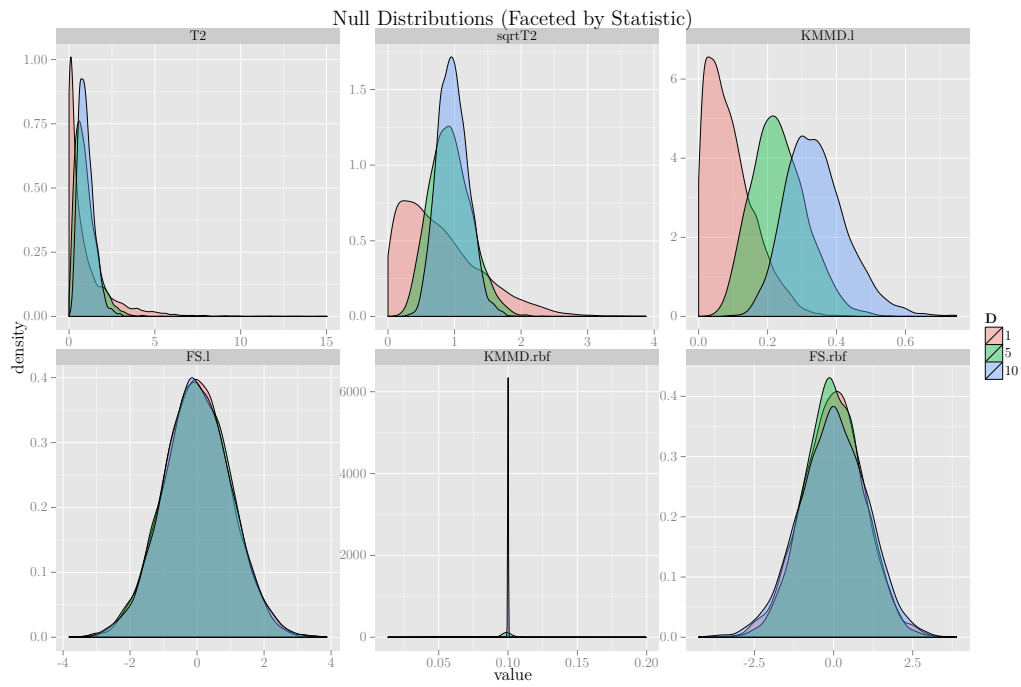 Null Distributions (Faceted by Statistic)
T2 sqrtT2 KMMD.l
1.00
0.75
0.50
0.25
0.00
0 5 10 15
1.5
1.0
0.5
0.0
0 1 2 3 4
6
4
2
0
0.0 0.2 0.4 0.6
density
FS.l KMMD.rbf FS.rbf
0.4
0.3
0.2
0.1
0.0
-4 -2 0 2 4
6000
4000
2000
0
0.05 0.10 0.15 0.20
0.4
0.3
0.2
0.1
0.0
-2.5 0.0 2.5
value
D
1
5
10